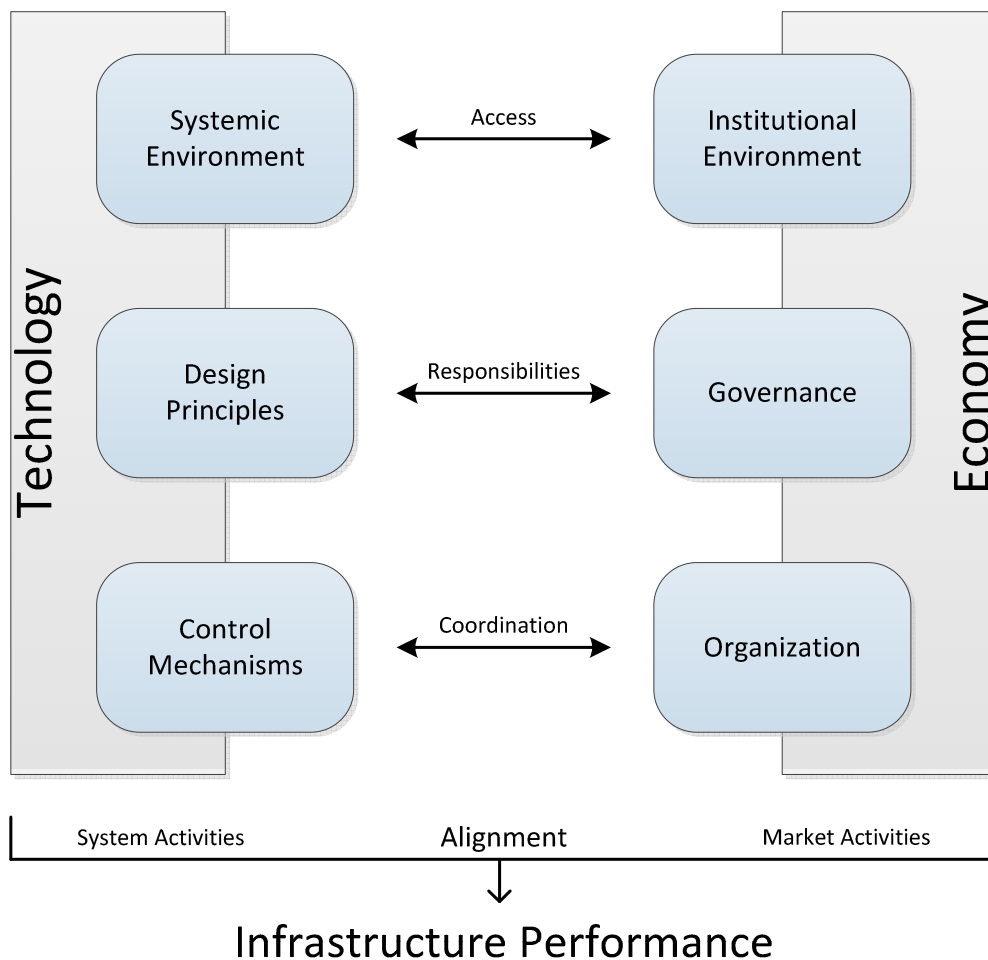 Technology
Systemic
Environment
Access
Institutional
Environment
Economy
Design
Principles
Responsibilities
Governance
Control
Mechanisms
Coordination
Organization
System Activities
Alignment
Market Activities
Infrastructure Performance